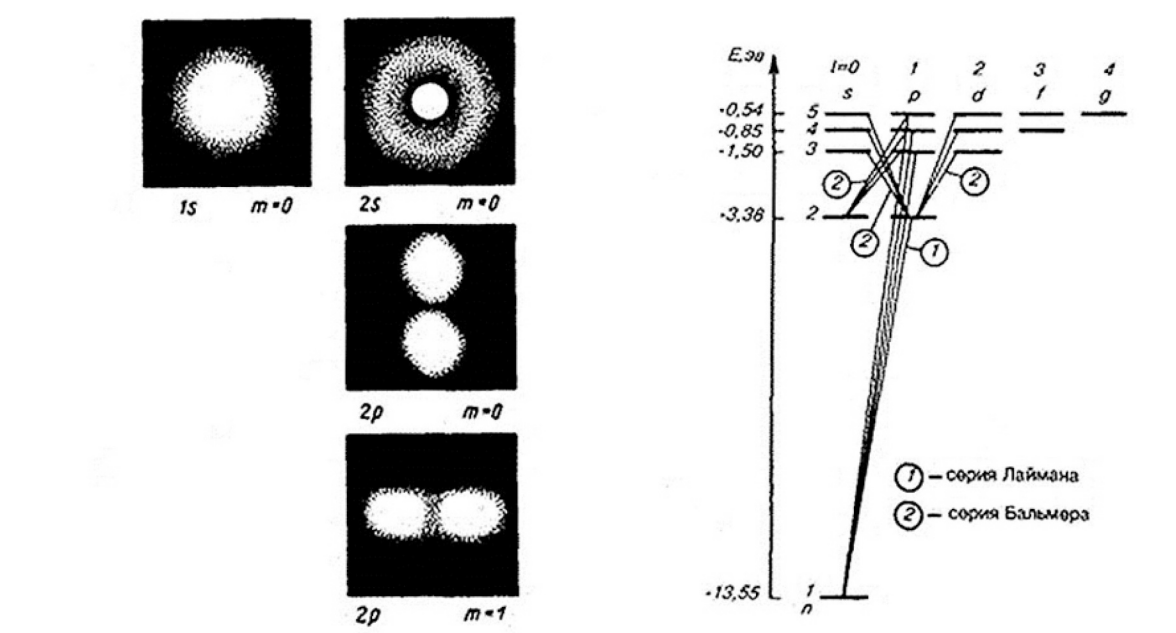 1s m=0
2s m=0
2p m=0
2p m=1
E,эв
l=0 1 2 3 4
s p d f g
-0,54 5
-0,85 4
-1,50 3
-3,38 2
-13,55 1
n
2
2
2
1
1 – серия Лаймана
2 – серия Бальмера